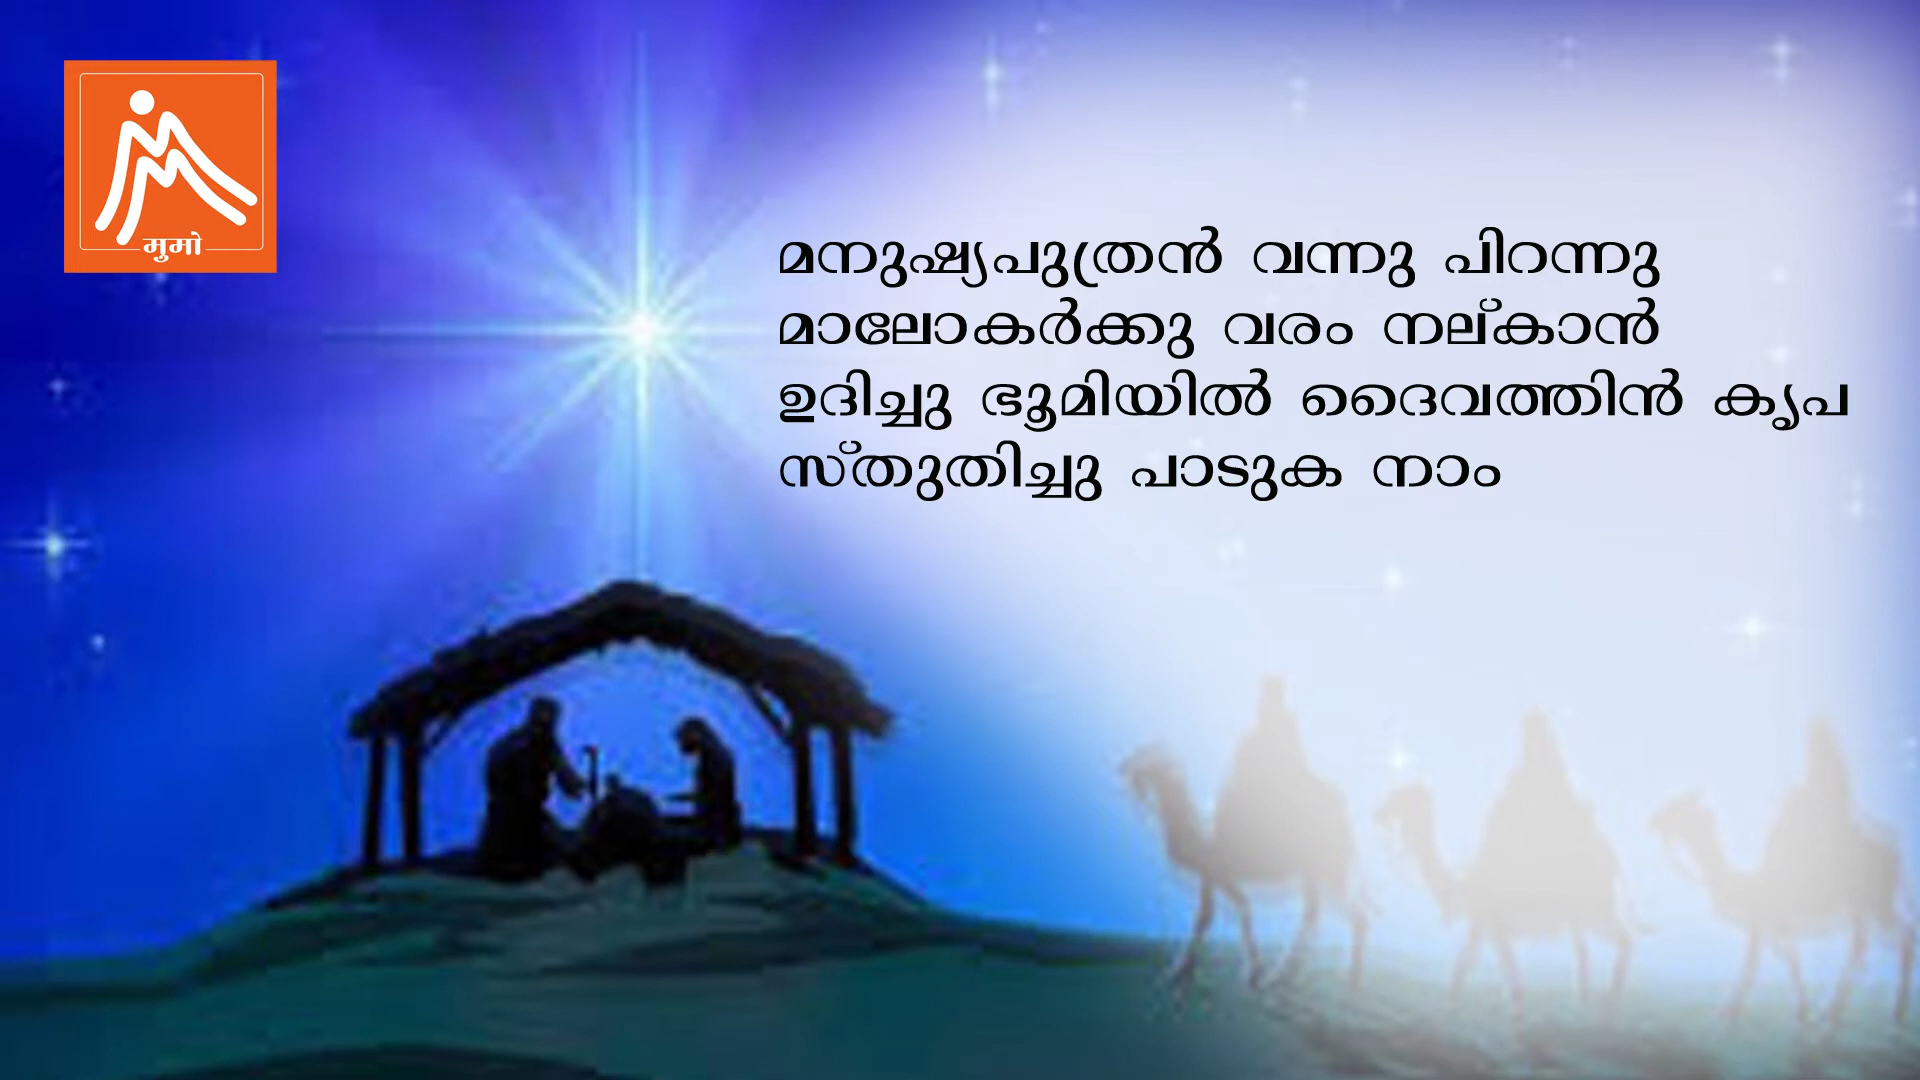 मुमो
മനുഷ്യപുത്രൻ വന്നു പിറന്നു
മാലോകർക്കു വരം നല്കാൻ
ഉദിച്ചു ഭൂമിയിൽ ദൈവത്തിൻ കൃപ
സ്തുതിച്ചു പാടുക നാം